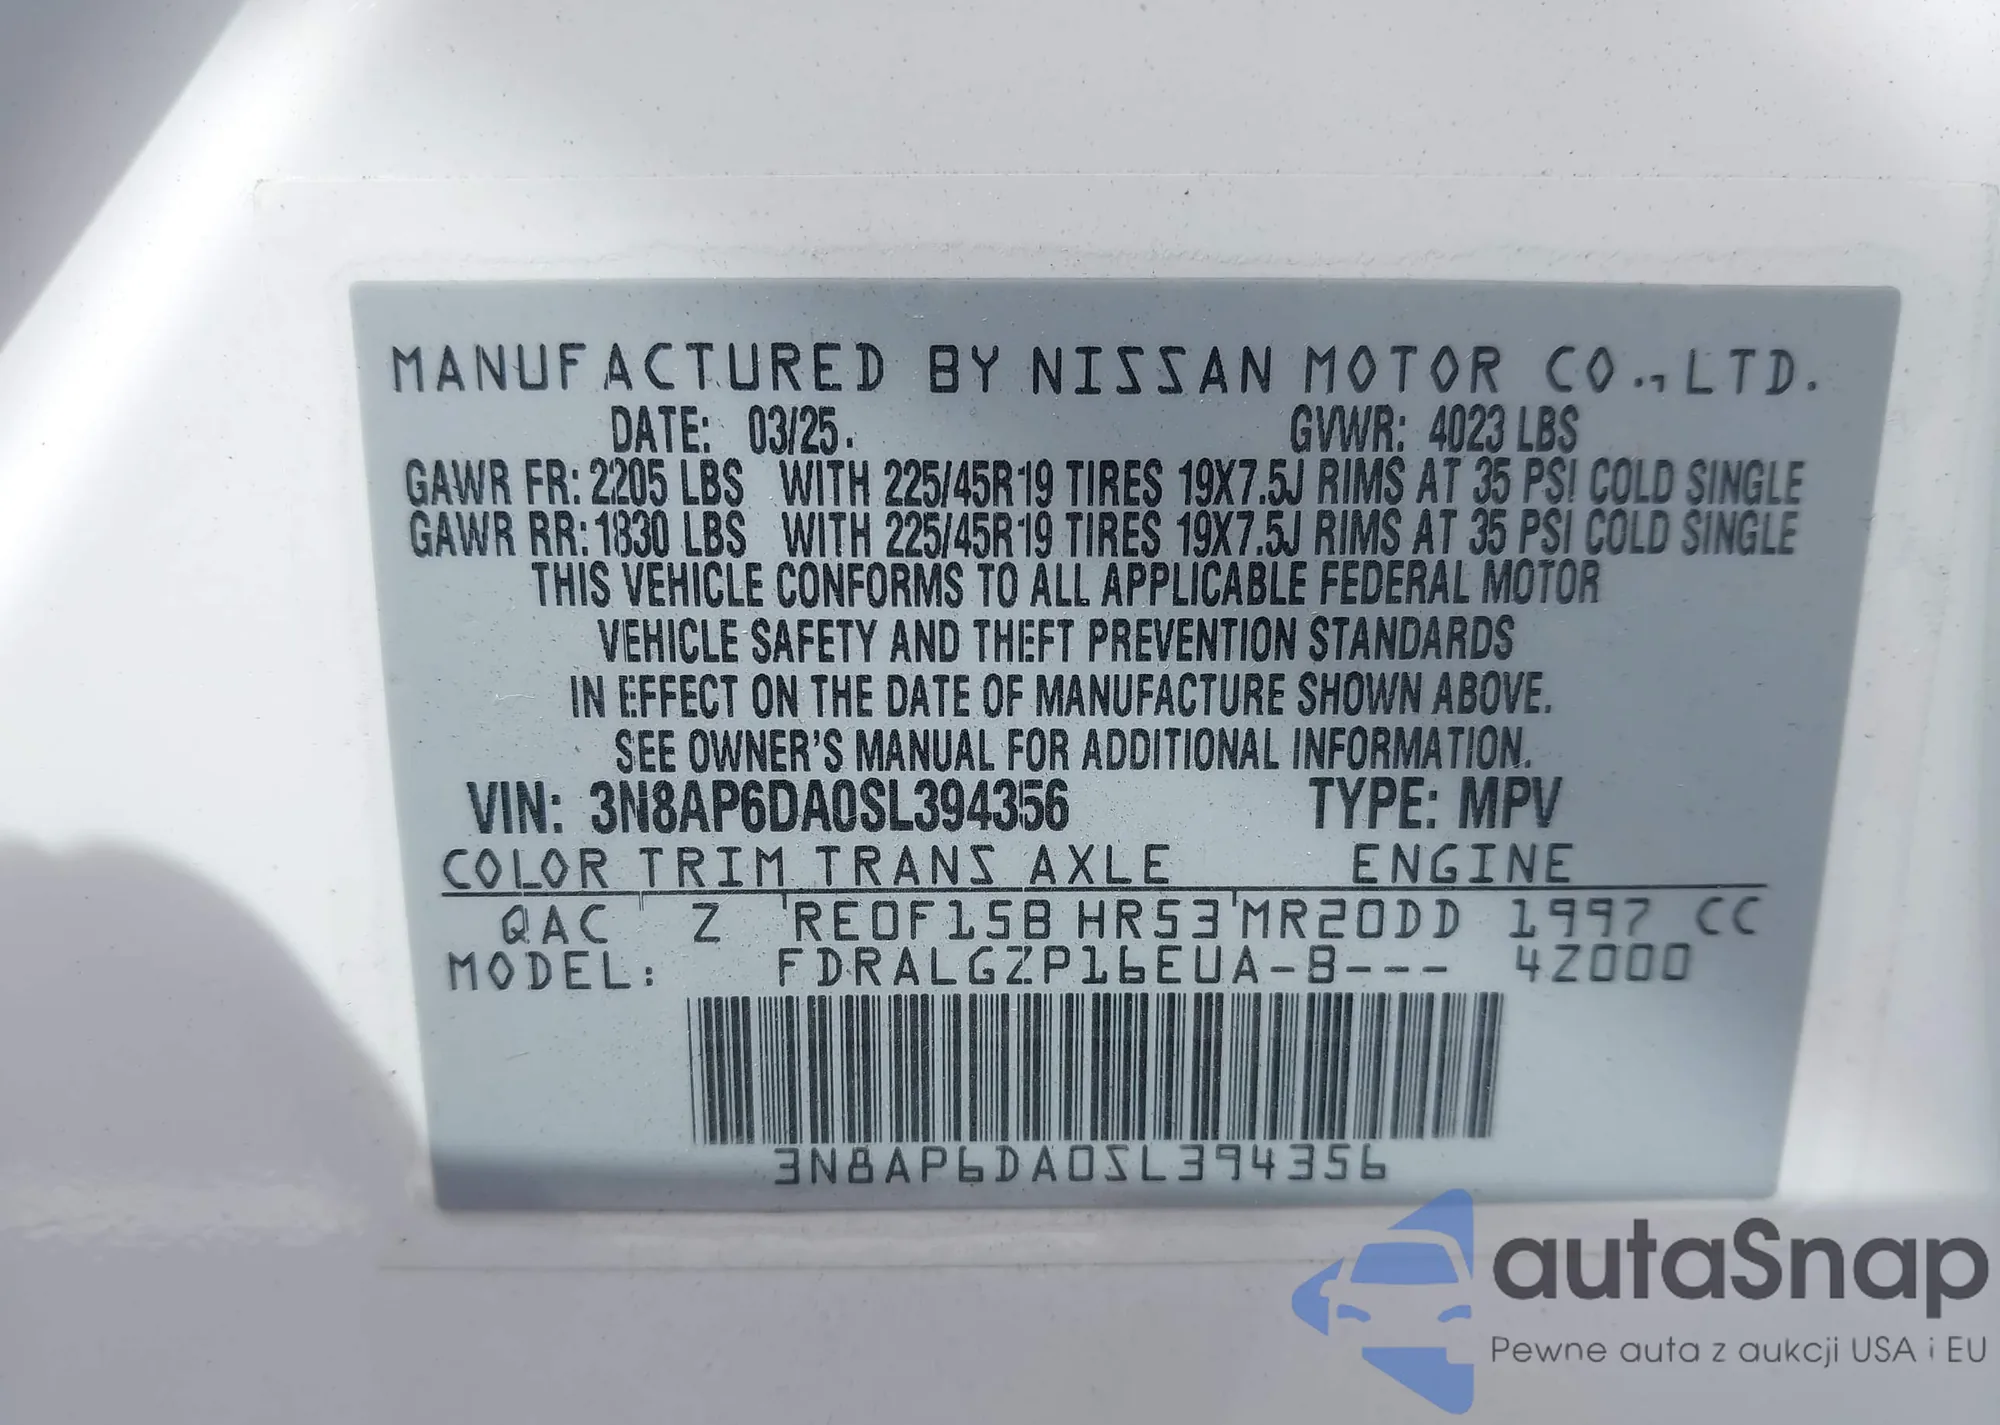 MANUFACTURED BY NISSAN MOTOR CO., LTD.
DATE: 03/25. GVWR: 4023 LBS
GAWR FR: 2205 LBS WITH 225/45R19 TIRES 19X7.5J RIMS AT 35 PSI COLD SINGLE
GAWR RR: 1830 LBS WITH 225/45R19 TIRES 19X7.5J RIMS AT 35 PSI COLD SINGLE
THIS VEHICLE CONFORMS TO ALL APPLICABLE FEDERAL MOTOR
VEHICLE SAFETY AND THEFT PREVENTION STANDARDS
IN EFFECT ON THE DATE OF MANUFACTURE SHOWN ABOVE.
SEE OWNER'S MANUAL FOR ADDITIONAL INFORMATION.
VIN: 3N8AP6DA0SL394356 TYPE: MPV
COLOR TRIM TRANS AXLE ENGINE
QAC Z RE0F15B HR53 MR20DD 1997 CC
MODEL: FDRALGZP16EUA-B--- 4Z000
3N8AP6DA0SL394356
autaSnap
Pewne auta z aukcji USA i EU